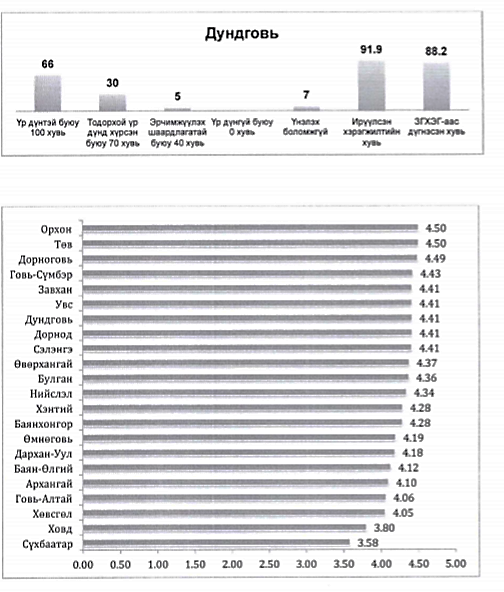 Дундговь
66
30
5
7
91.9
88.2
Үр дүнтэй буюу 100 хувь
Тодорхой үр дүнд хүрсэн буюу 70 хувь
Эрчимжүүлэх шаардлагатай буюу 40 хувь
Үр дүнгүй буюу 0 хувь
Үнэлэх боломжгүй
Ирүүлсэн хэрэгжилтийн хувь
ЗГХЭГ-аас дүгнэсэн хувь
Орхон 4.50
Төв 4.50
Дорноговь 4.49
Говь-Сүмбэр 4.43
Завхан 4.41
Увс 4.41
Дундговь 4.41
Дорнод 4.41
Сэлэнгэ 4.41
Өвөрхангай 4.37
Булган 4.36
Нийслэл 4.34
Хэнтий 4.28
Баянхонгор 4.28
Өмнөговь 4.19
Дархан-Уул 4.18
Баян-Өлгий 4.12
Архангай 4.10
Говь-Алтай 4.06
Хөвсгөл 4.05
Ховд 3.80
Сүхбаатар 3.58
0.00 0.50 1.00 1.50 2.00 2.50 3.00 3.50 4.00 4.50 5.00